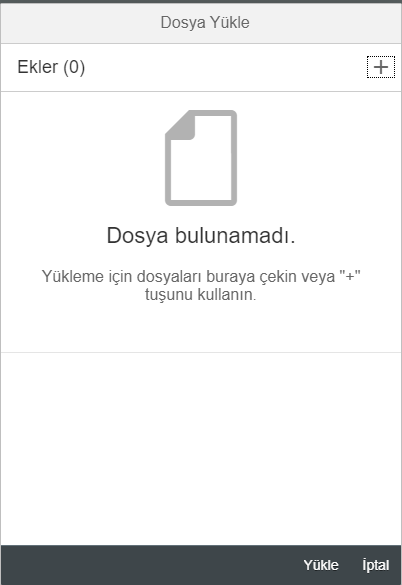 Dosya Yükle
Ekler (0)
Dosya bulunamadı.
Yükleme için dosyaları buraya çekin veya "+"
tuşunu kullanın.
Yükle İptal